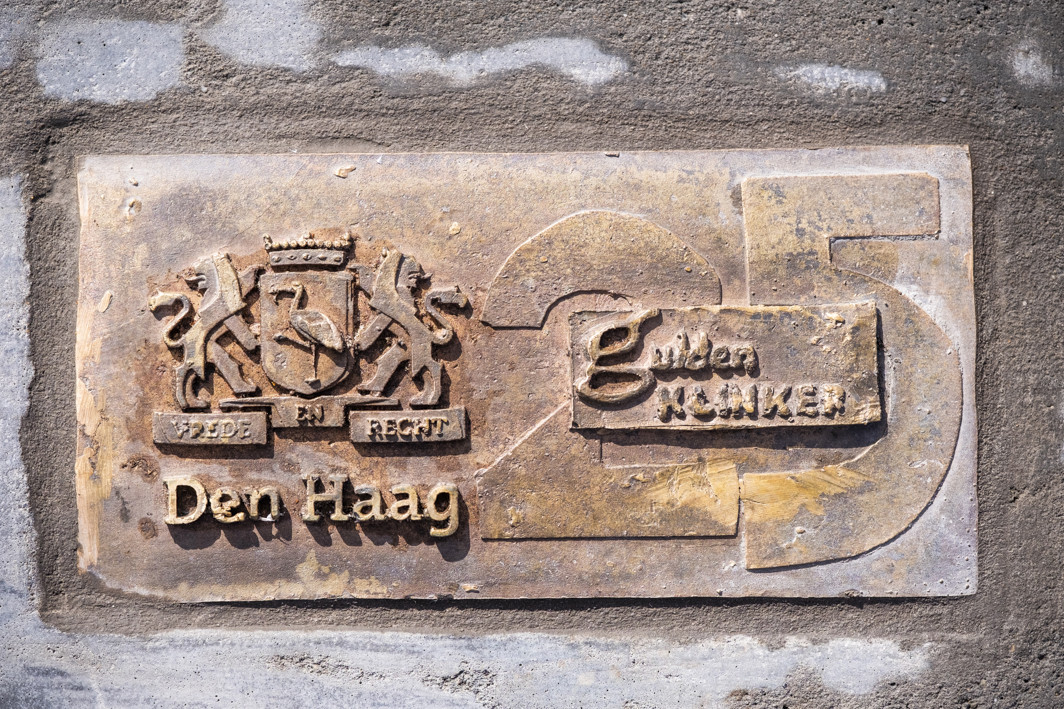 VREDE EN RECHT
Den Haag
25
gulden
KLINKER